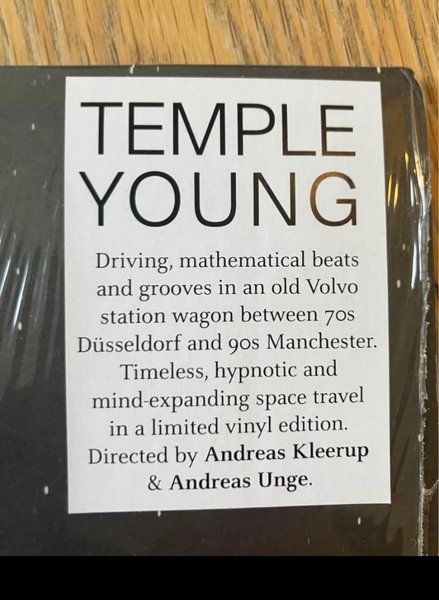 TEMPLE
YOUNG
Driving, mathematical beats
and grooves in an old Volvo
station wagon between 70s
Düsseldorf and 90s Manchester.
Timeless, hypnotic and
mind-expanding space travel
in a limited vinyl edition.
Directed by Andreas Kleerup
& Andreas Unge.